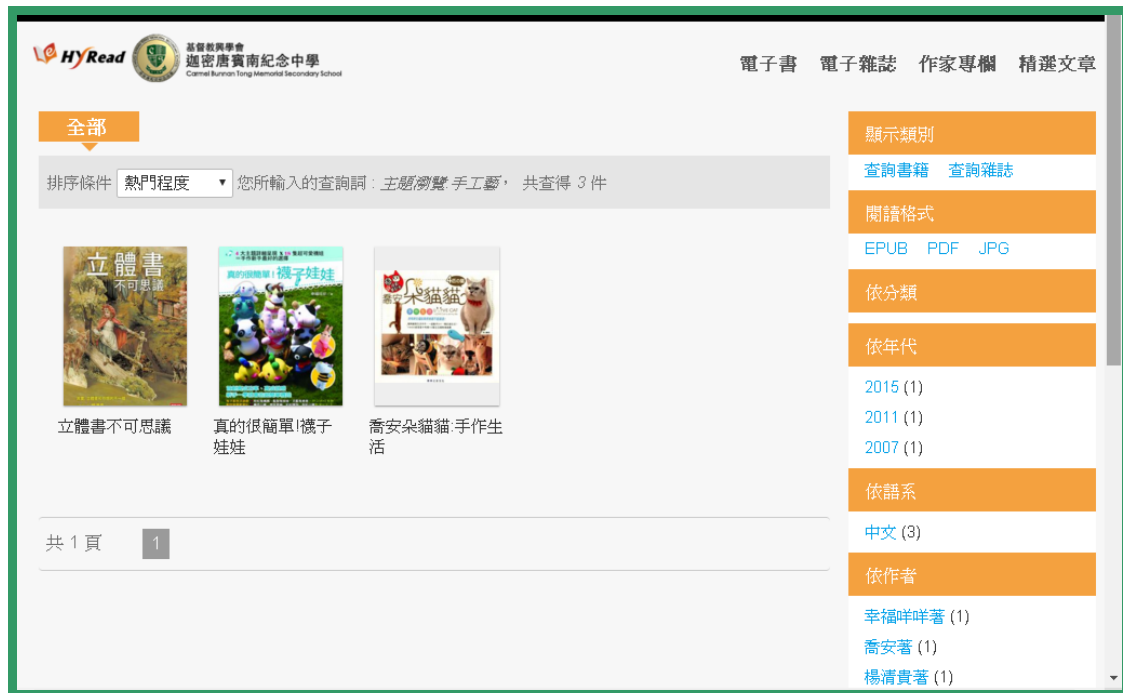 HyRead
基督教興學會
迦密唐賓南紀念中學
Carmel Bunnan Tong Memorial Secondary School
電子書 電子雜誌 作家專欄 精選文章
全部
排序條件 熱門程度 您所輸入的查詢詞 : 主題瀏覽 手工藝, 共查得 3 件
立體書
不可思議
真的很簡單!襪子娃娃
喬安朵貓貓
立體書不可思議
真的很簡單!襪子
娃娃
喬安朵貓貓:手作生
活
共 1 頁 1
顯示類別
查詢書籍 查詢雜誌
閱讀格式
EPUB PDF JPG
依分類
依年代
2015 (1)
2011 (1)
2007 (1)
依語系
中文 (3)
依作者
幸福咩咩著 (1)
喬安著 (1)
楊清貴著 (1)